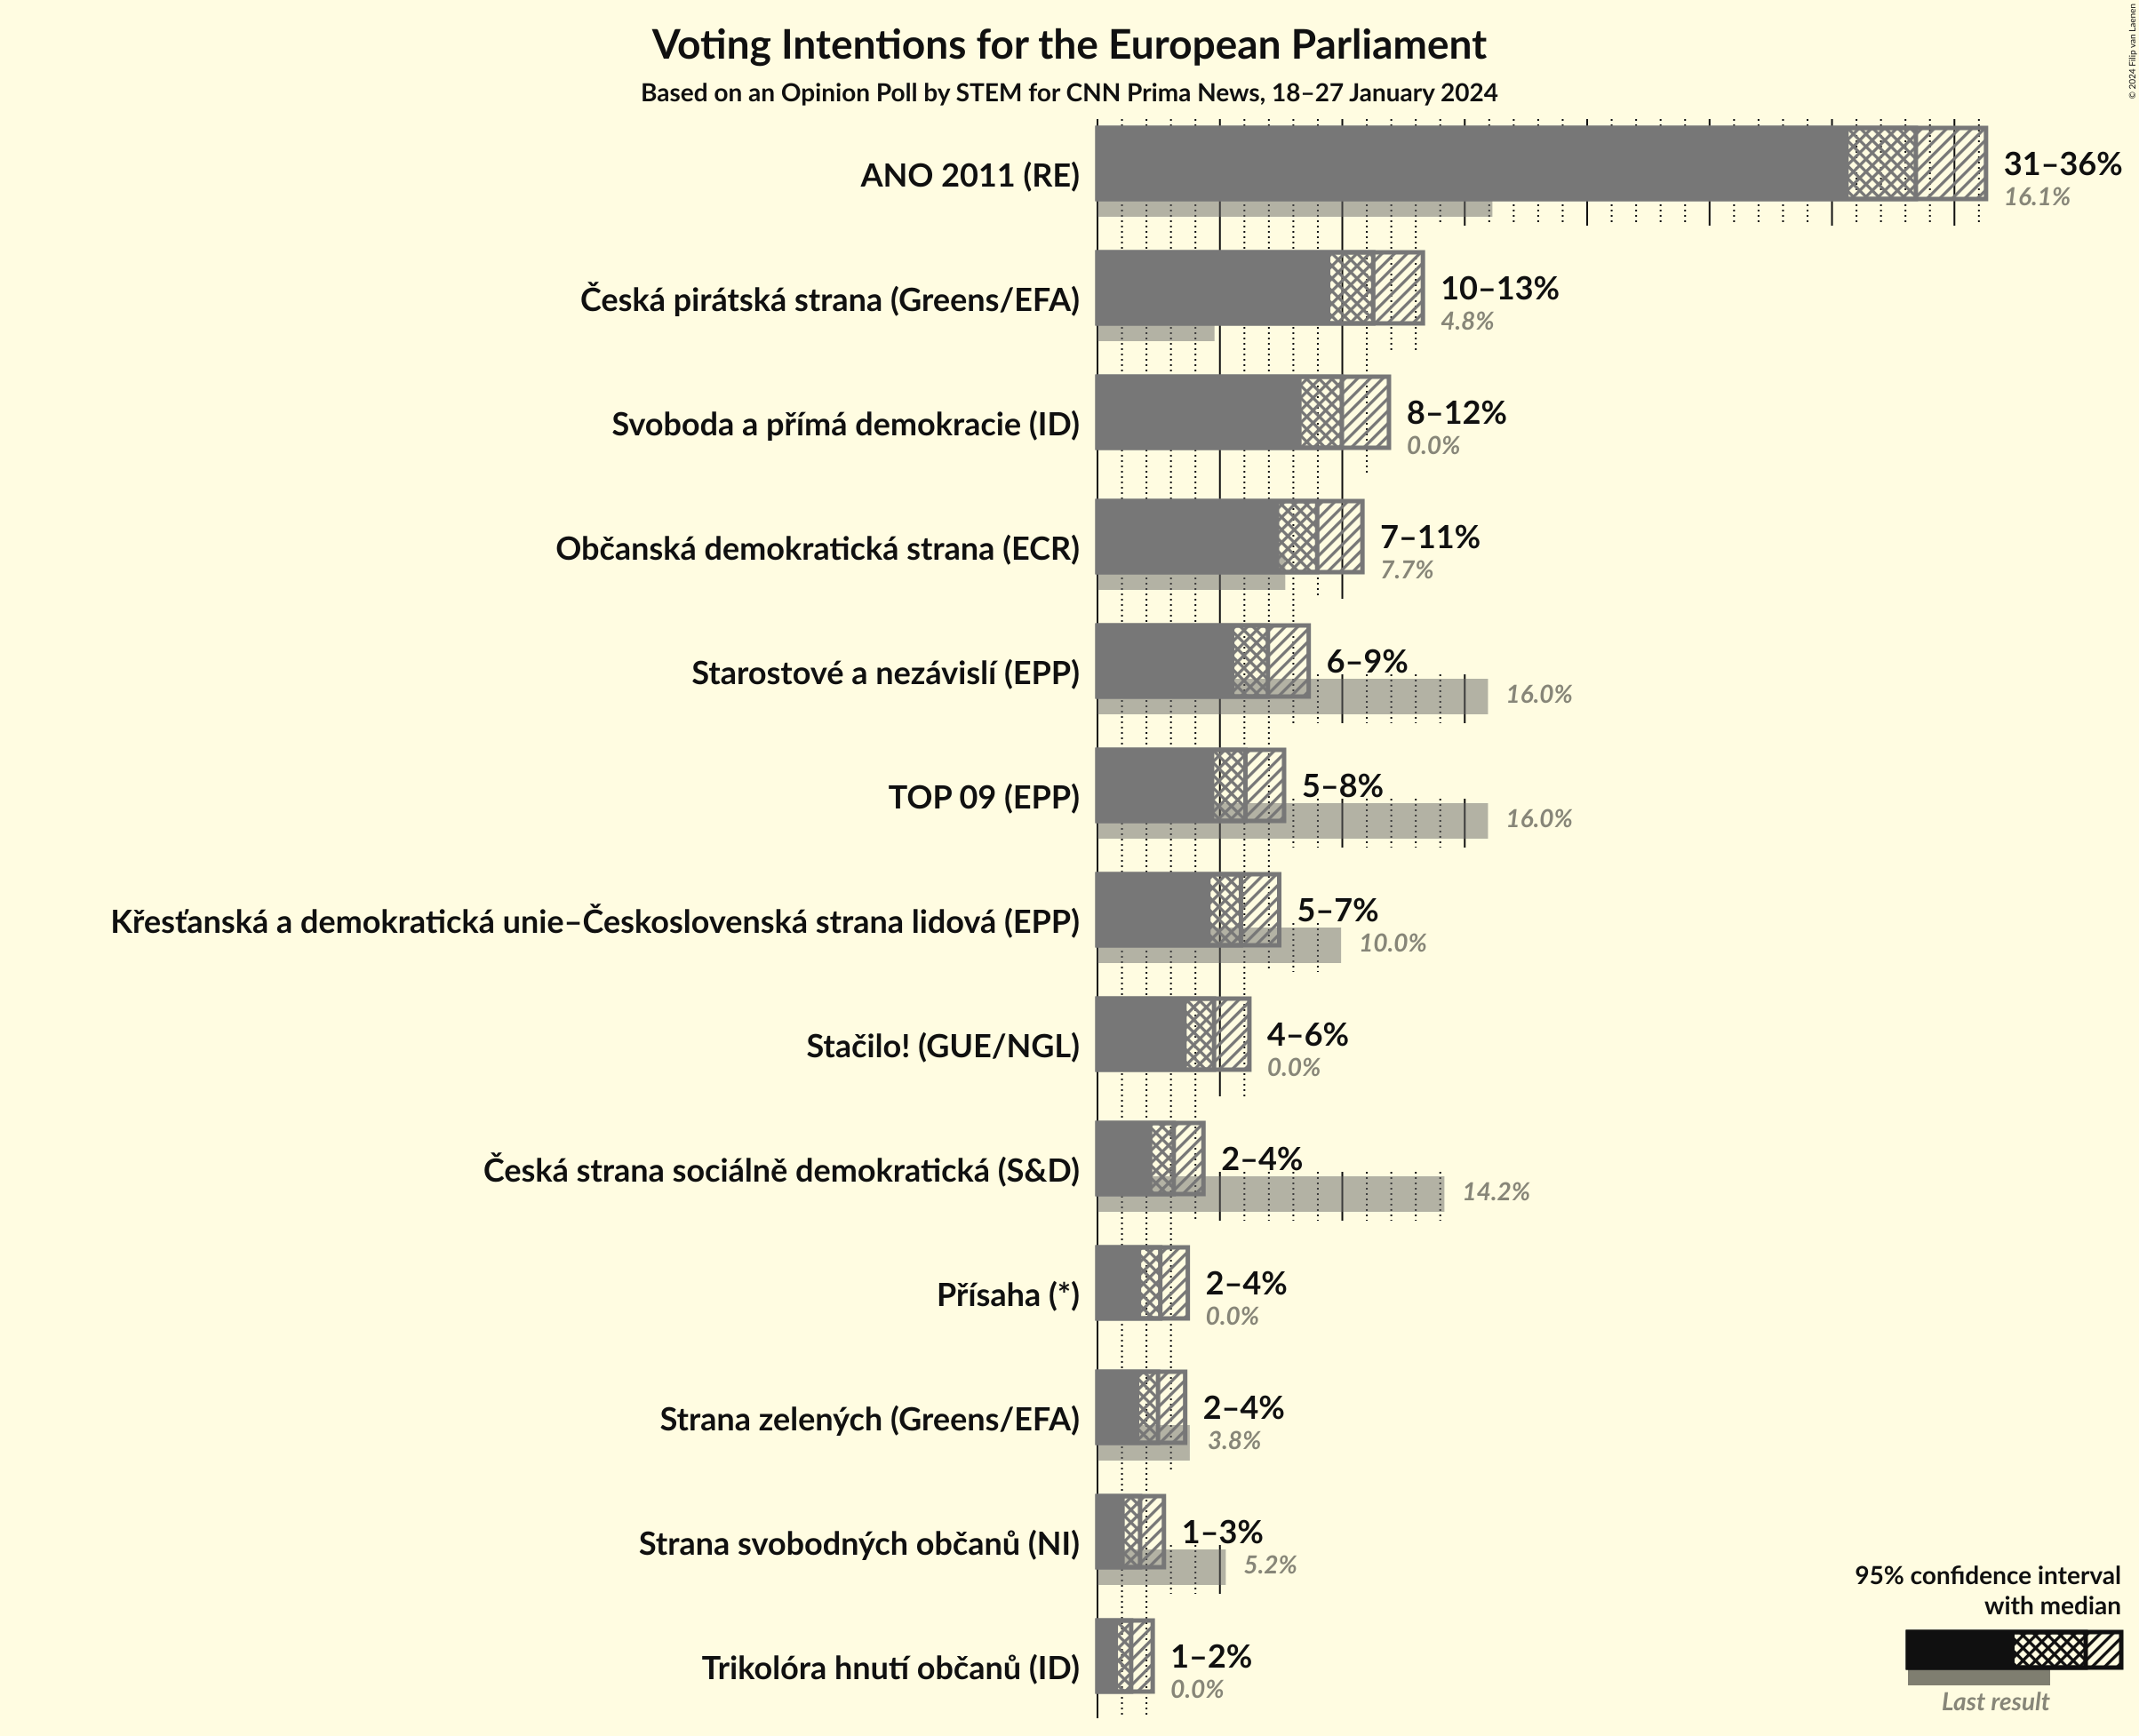 Voting Intentions for the European Parliament
Based on an Opinion Poll by STEM for CNN Prima News, 18–27 January 2024
© 2024 Filip van Laenen
ANO 2011 (RE)
31–36%
16.1%
Česká pirátská strana (Greens/EFA)
10–13%
4.8%
Svoboda a přímá demokracie (ID)
8–12%
0.0%
Občanská demokratická strana (ECR)
7–11%
7.7%
Starostové a nezávislí (EPP)
6–9%
16.0%
TOP 09 (EPP)
5–8%
16.0%
Křesťanská a demokratická unie–Československá strana lidová (EPP)
5–7%
10.0%
Stačilo! (GUE/NGL)
4–6%
0.0%
Česká strana sociálně demokratická (S&D)
2–4%
14.2%
Přísaha (*)
2–4%
0.0%
Strana zelených (Greens/EFA)
2–4%
3.8%
Strana svobodných občanů (NI)
1–3%
5.2%
Trikolóra hnutí občanů (ID)
1–2%
0.0%
95% confidence interval
with median
Last result